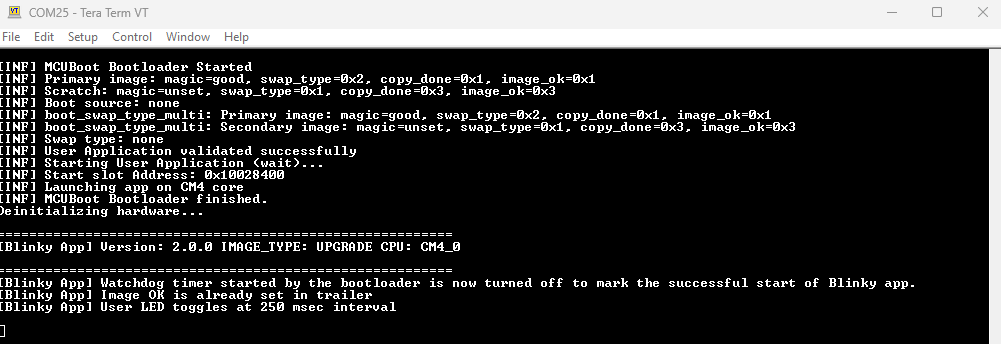 COM25 - Tera Term VT
File Edit Setup Control Window Help
[INF] MCUBoot Bootloader Started
[INF] Primary image: magic=good, swap_type=0x2, copy_done=0x1, image_ok=0x1
[INF] Scratch: magic=unset, swap_type=0x1, copy_done=0x3, image_ok=0x3
[INF] Boot source: none
[INF] boot_swap_type_multi: Primary image: magic=good, swap_type=0x2, copy_done=0x1, image_ok=0x1
[INF] boot_swap_type_multi: Secondary image: magic=unset, swap_type=0x1, copy_done=0x3, image_ok=0x3
[INF] Swap type: none
[INF] User Application validated successfully
[INF] Starting User Application (wait)...
[INF] Start slot Address: 0x10028400
[INF] Launching app on CM4 core
[INF] MCUBoot Bootloader finished.
Deinitializing hardware...
=========================================================
[Blinky App] Version: 2.0.0 IMAGE_TYPE: UPGRADE CPU: CM4_0
=========================================================
[Blinky App] Watchdog timer started by the bootloader is now turned off to mark the successful start of Blinky app.
[Blinky App] Image OK is already set in trailer
[Blinky App] User LED toggles at 250 msec interval